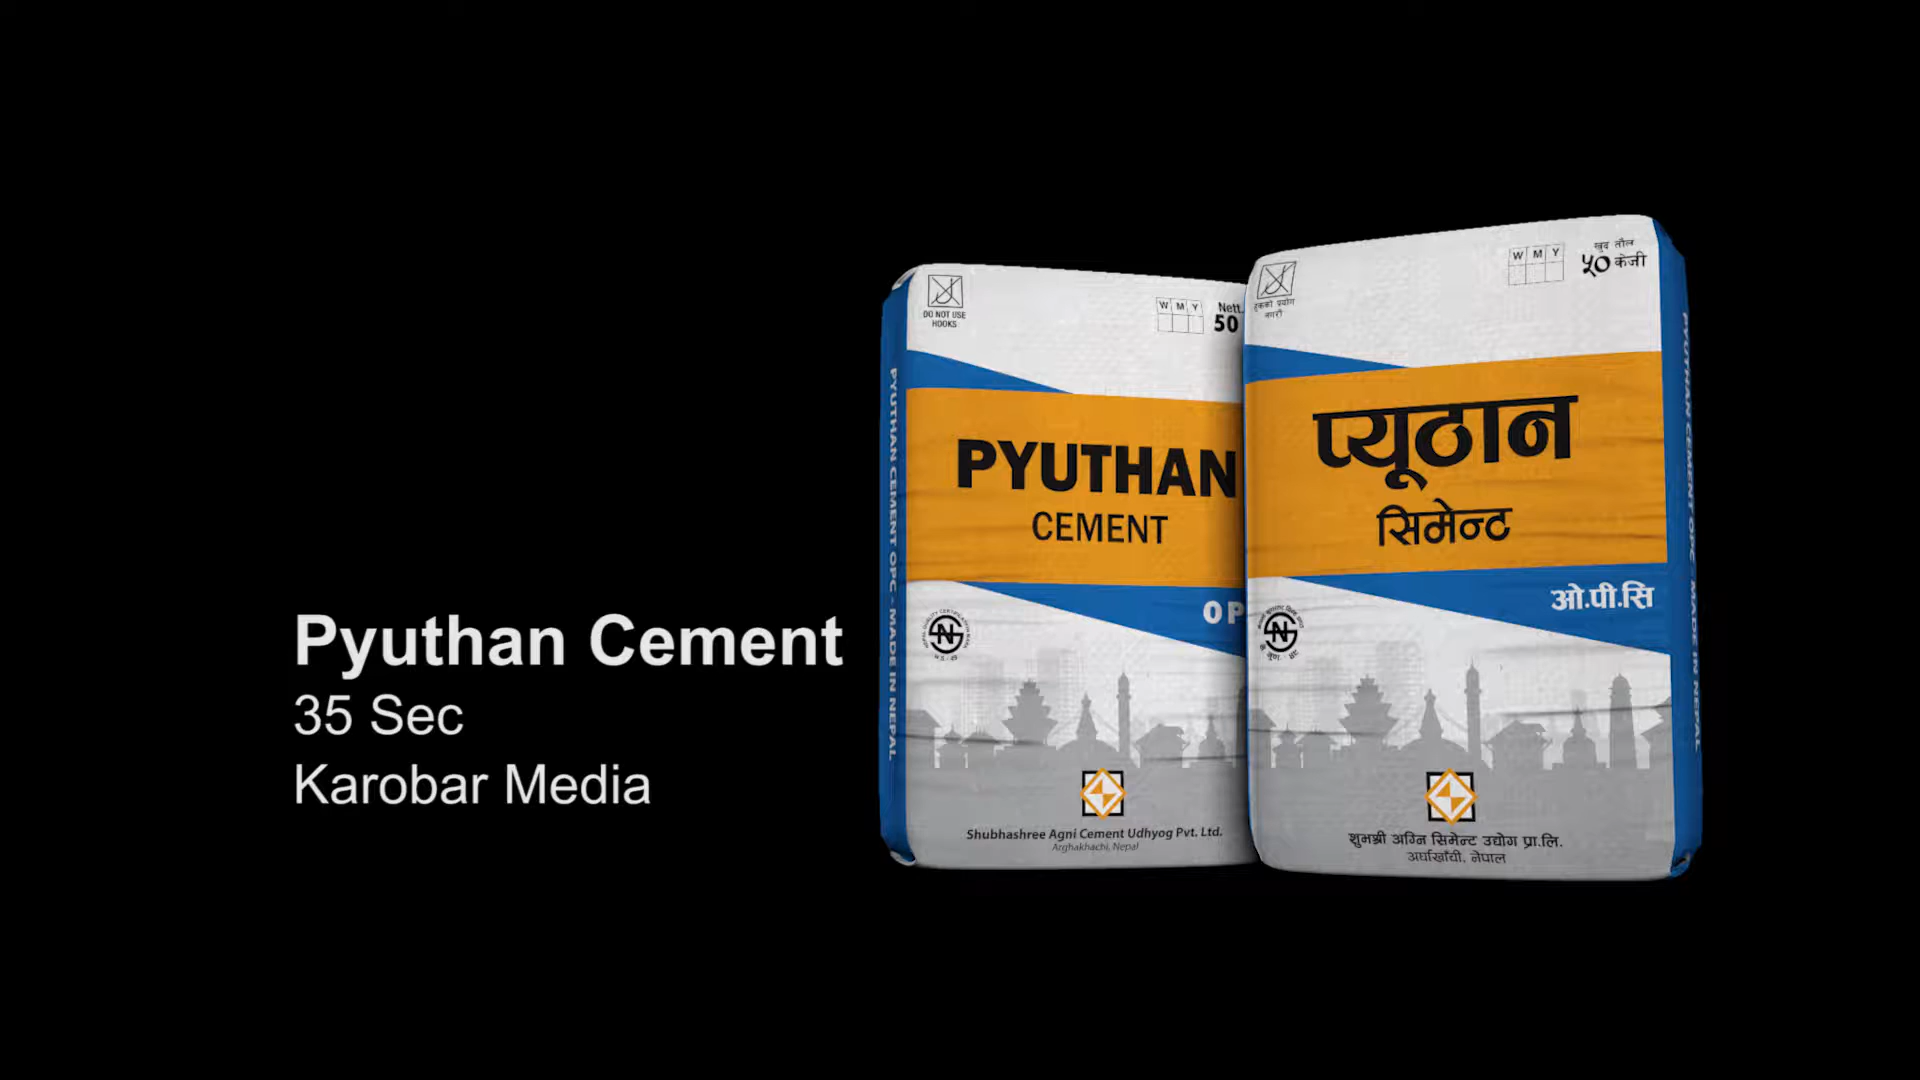 Pyuthan Cement
35 Sec
Karobar Media
DO NOT USE
HOOKS
W M Y
Nett.
50
PYUTHAN
CEMENT
OP
PYUTHAN CEMENT OPC - MADE IN NEPAL
NS
Shubhashree Agni Cement Udhyog Pvt. Ltd.
Arghakhachi, Nepal
W M Y
खुद तौल
५० केजी
प्यूठान
सिमेन्ट
ओ.पी.सि
NS
शुभश्री अग्नि सिमेन्ट उद्योग प्रा.लि.
अर्घाखाँची, नेपाल
PYUTHAN CEMENT OPC - MADE IN NEPAL